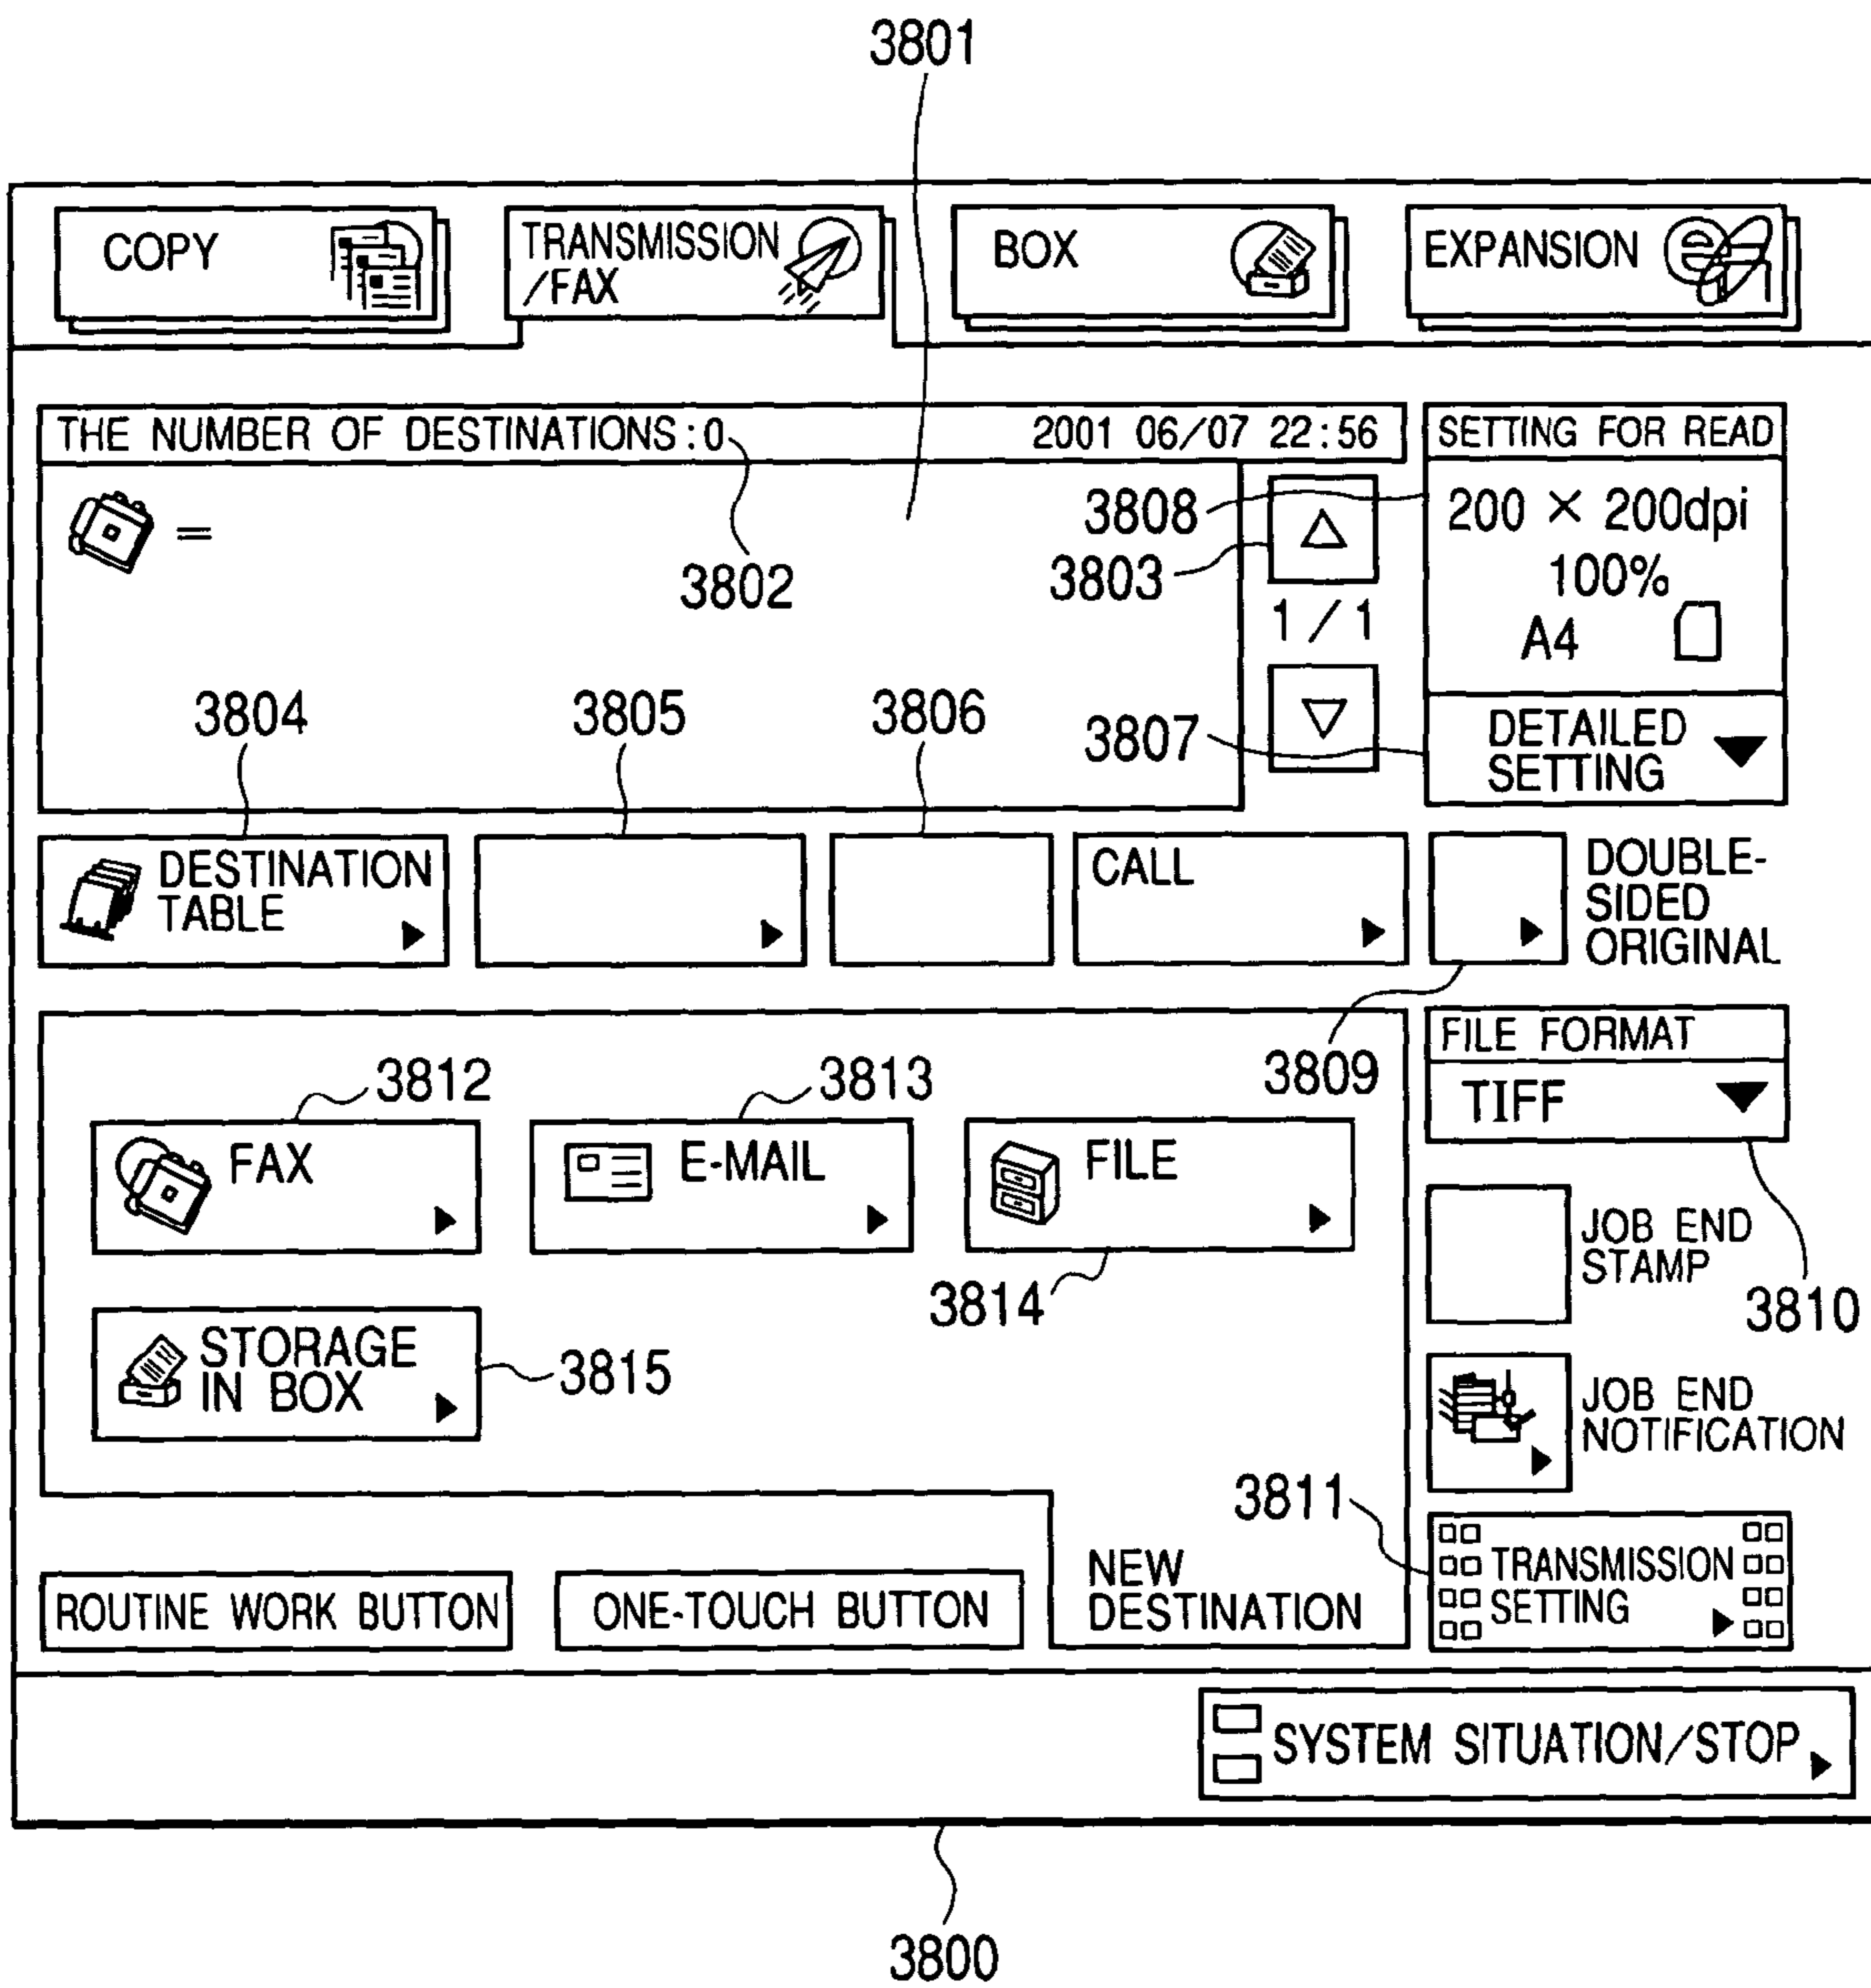 3801
COPY
TRANSMISSION
/FAX
BOX
EXPANSION
THE NUMBER OF DESTINATIONS:0
2001 06/07 22:56
SETTING FOR READ
=
3802
3808
3803
1/1
200 × 200dpi
100%
A4
3804
3805
3806
3807
DETAILED
SETTING
DESTINATION
TABLE
CALL
DOUBLE-
SIDED
ORIGINAL
3809
FILE FORMAT
TIFF
3810
3812
3813
FAX
E-MAIL
FILE
3814
STORAGE
IN BOX
3815
JOB END
STAMP
JOB END
NOTIFICATION
3811
TRANSMISSION
SETTING
ROUTINE WORK BUTTON
ONE-TOUCH BUTTON
NEW
DESTINATION
SYSTEM SITUATION/STOP
3800